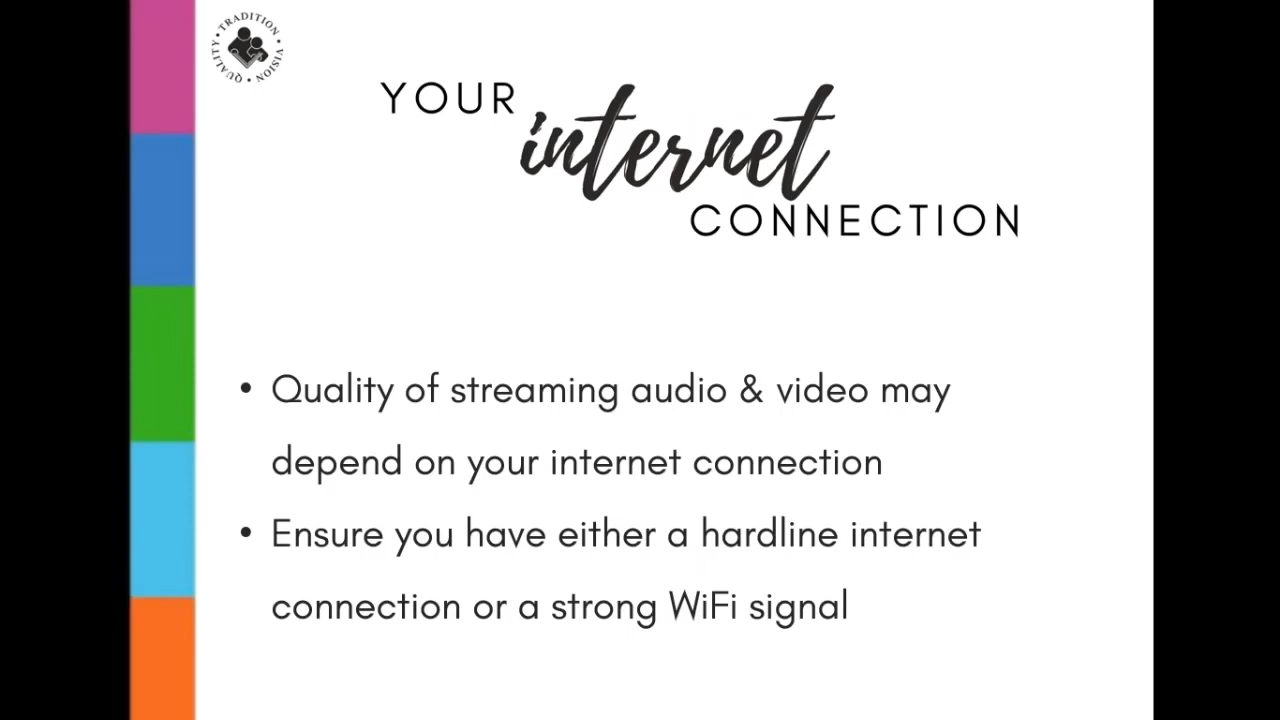 TRADITION • VISION • QUALITY •
YOUR
internet
CONNECTION
• Quality of streaming audio & video may
depend on your internet connection
• Ensure you have either a hardline internet
connection or a strong WiFi signal